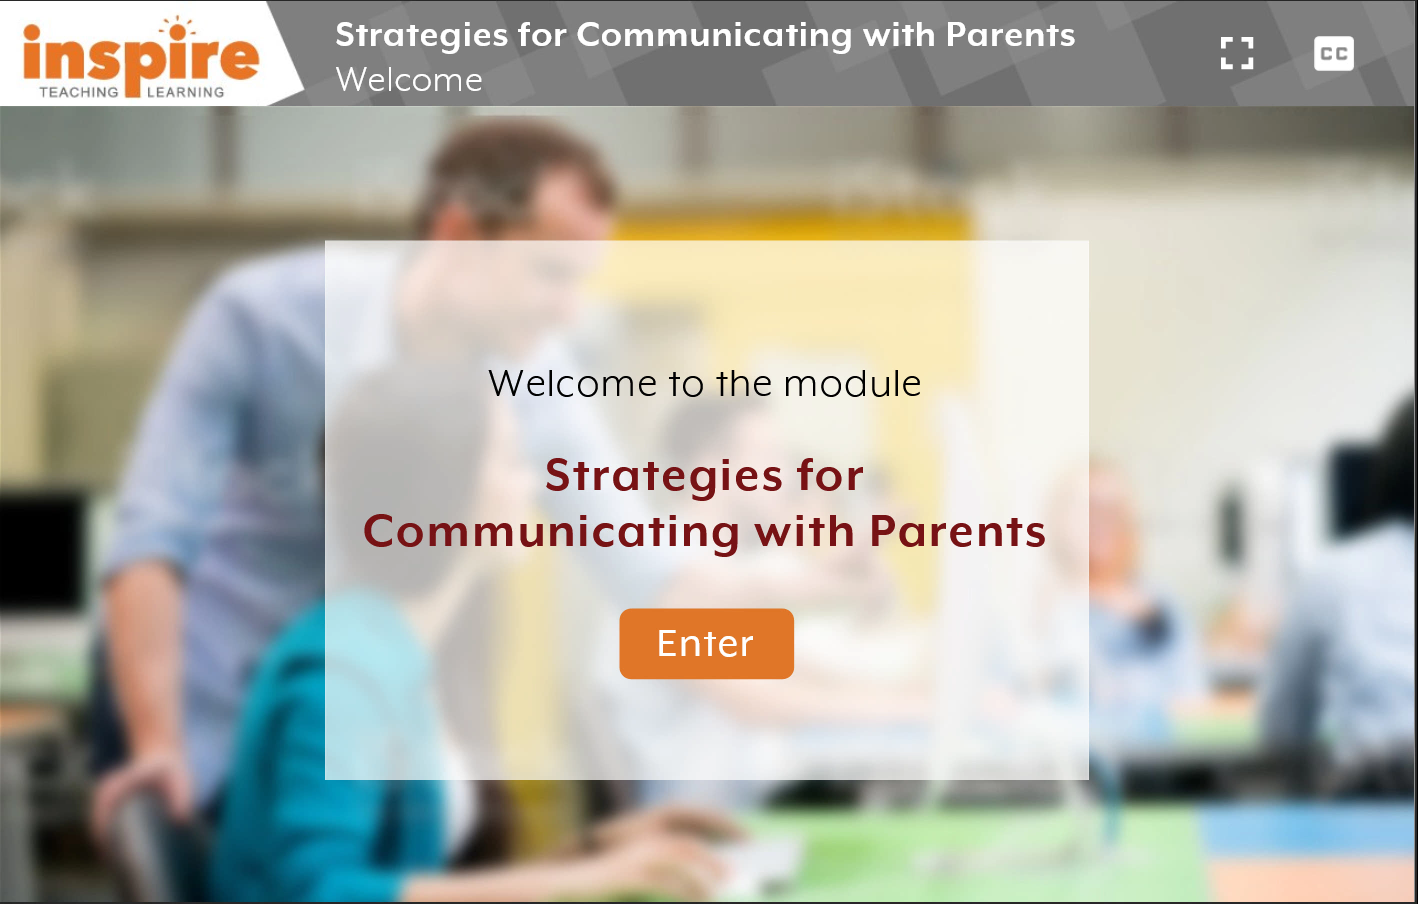 inspire
TEACHING LEARNING
Strategies for Communicating with Parents
Welcome
CC
Welcome to the module
Strategies for
Communicating with Parents
Enter